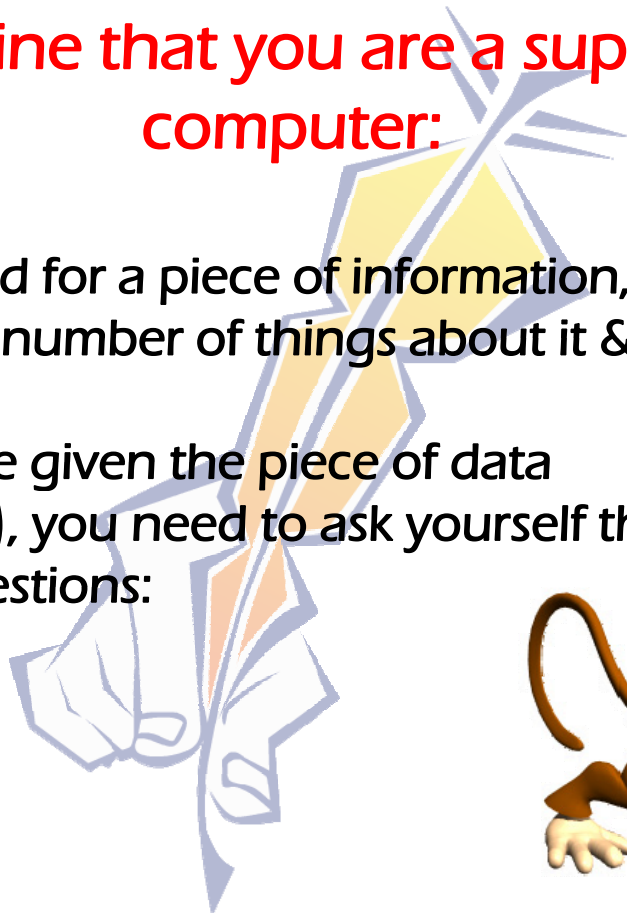 ine that you are a sup
computer:
d for a piece of information,
number of things about it &
e given the piece of data
), you need to ask yourself th
estions: